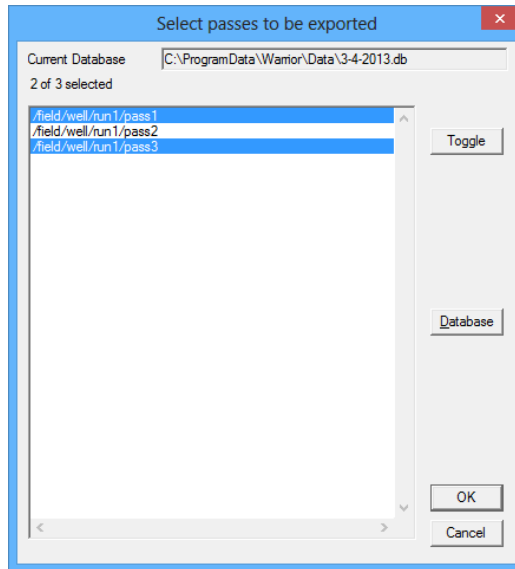 Select passes to be exported
Current Database C:\ProgramData\Warrior\Data\3-4-2013.db
2 of 3 selected
/field/well/run1/pass1
/field/well/run1/pass2
/field/well/run1/pass3
Toggle
Database
OK
Cancel